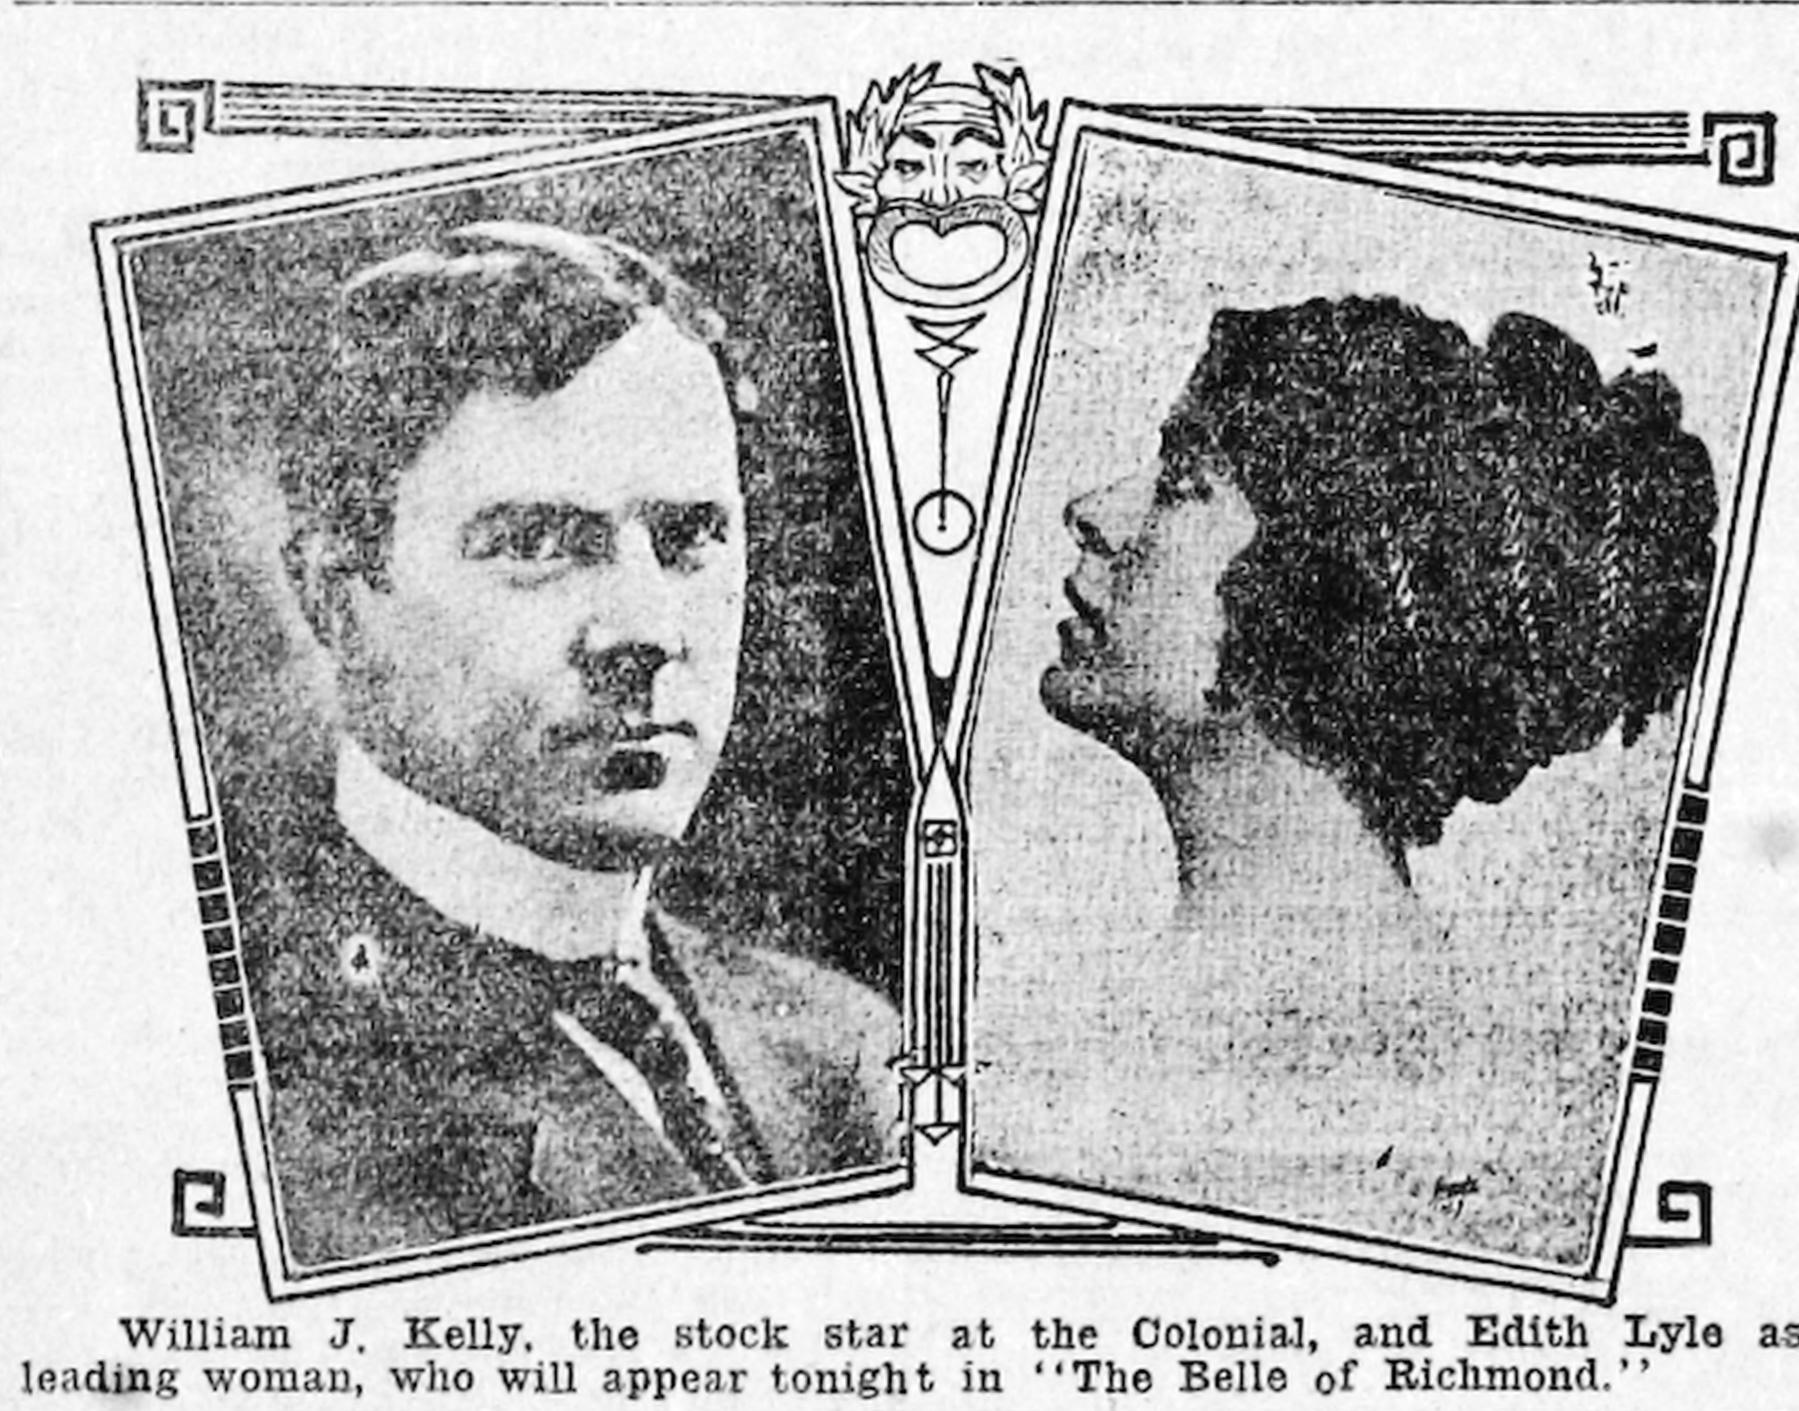 William J. Kelly, the stock star at the Colonial, and Edith Lyle as
leading woman, who will appear tonight in "The Belle of Richmond."